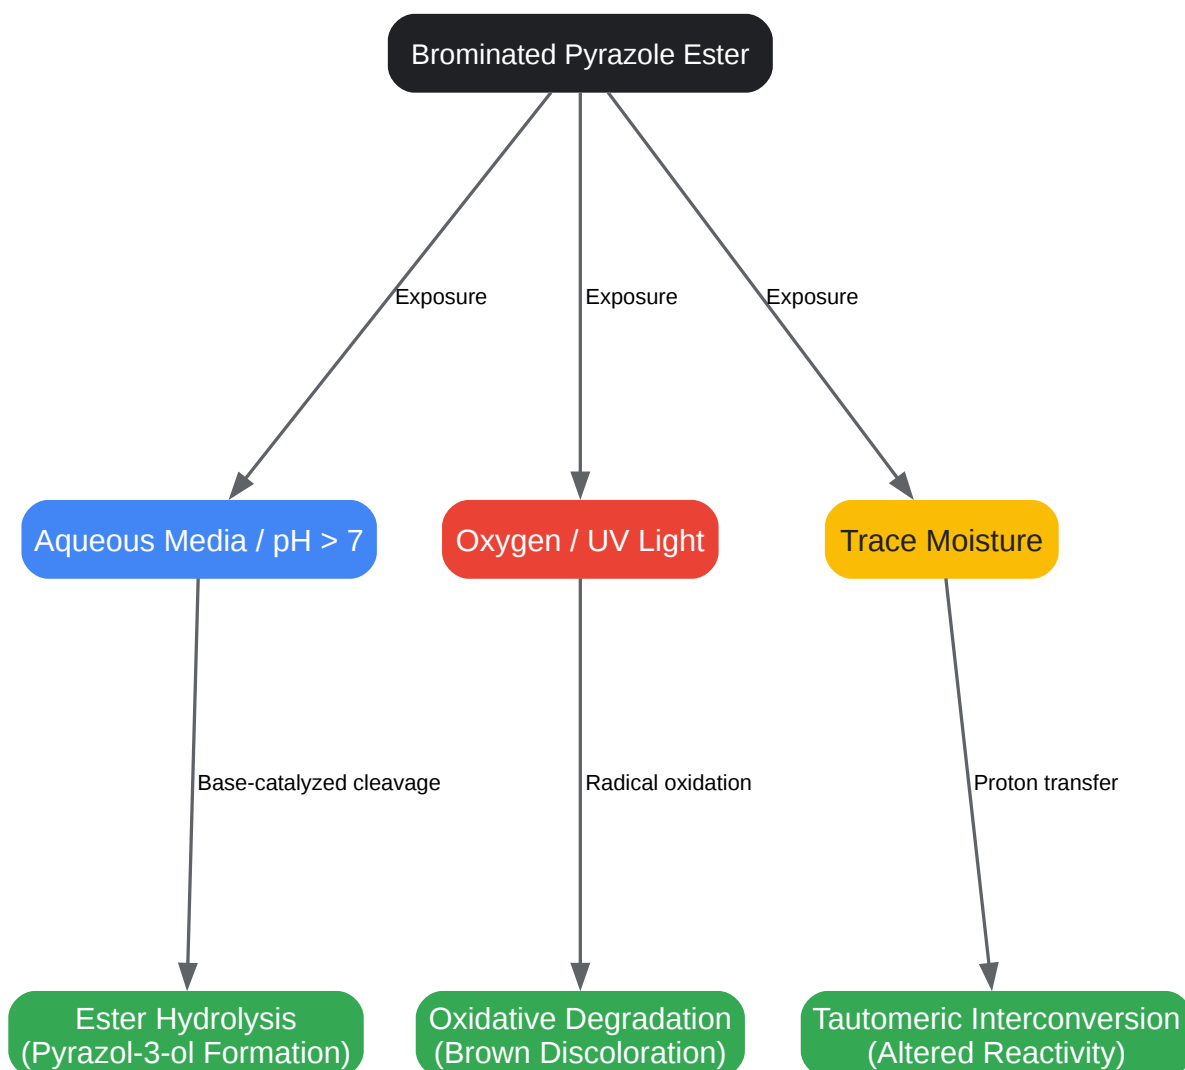 Brominated Pyrazole Ester
Exposure
Exposure
Exposure
Aqueous Media / pH > 7
Oxygen / UV Light
Trace Moisture
Base-catalyzed cleavage
Radical oxidation
Proton transfer
Ester Hydrolysis
(Pyrazol-3-ol Formation)
Oxidative Degradation
(Brown Discoloration)
Tautomeric Interconversion
(Altered Reactivity)